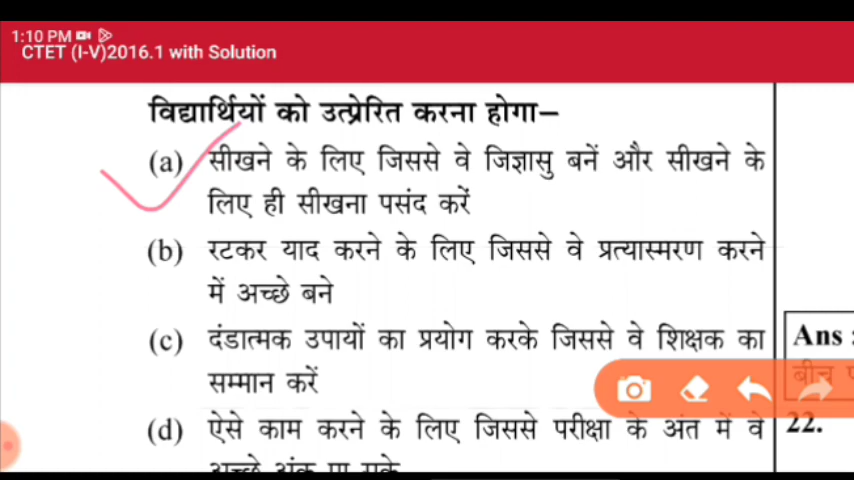 1:10 PM
CTET (I-V)2016.1 with Solution
विद्यार्थियों को उत्प्रेरित करना होगा–
(a) सीखने के लिए जिससे वे जिज्ञासु बनें और सीखने के
लिए ही सीखना पसंद करें
(b) रटकर याद करने के लिए जिससे वे प्रत्यास्मरण करने
में अच्छे बने
(c) दंडात्मक उपायों का प्रयोग करके जिससे वे शिक्षक का
सम्मान करें
(d) ऐसे काम करने के लिए जिससे परीक्षा के अंत में वे
अच्छे अंक पा सके
Ans :
बीच
22.